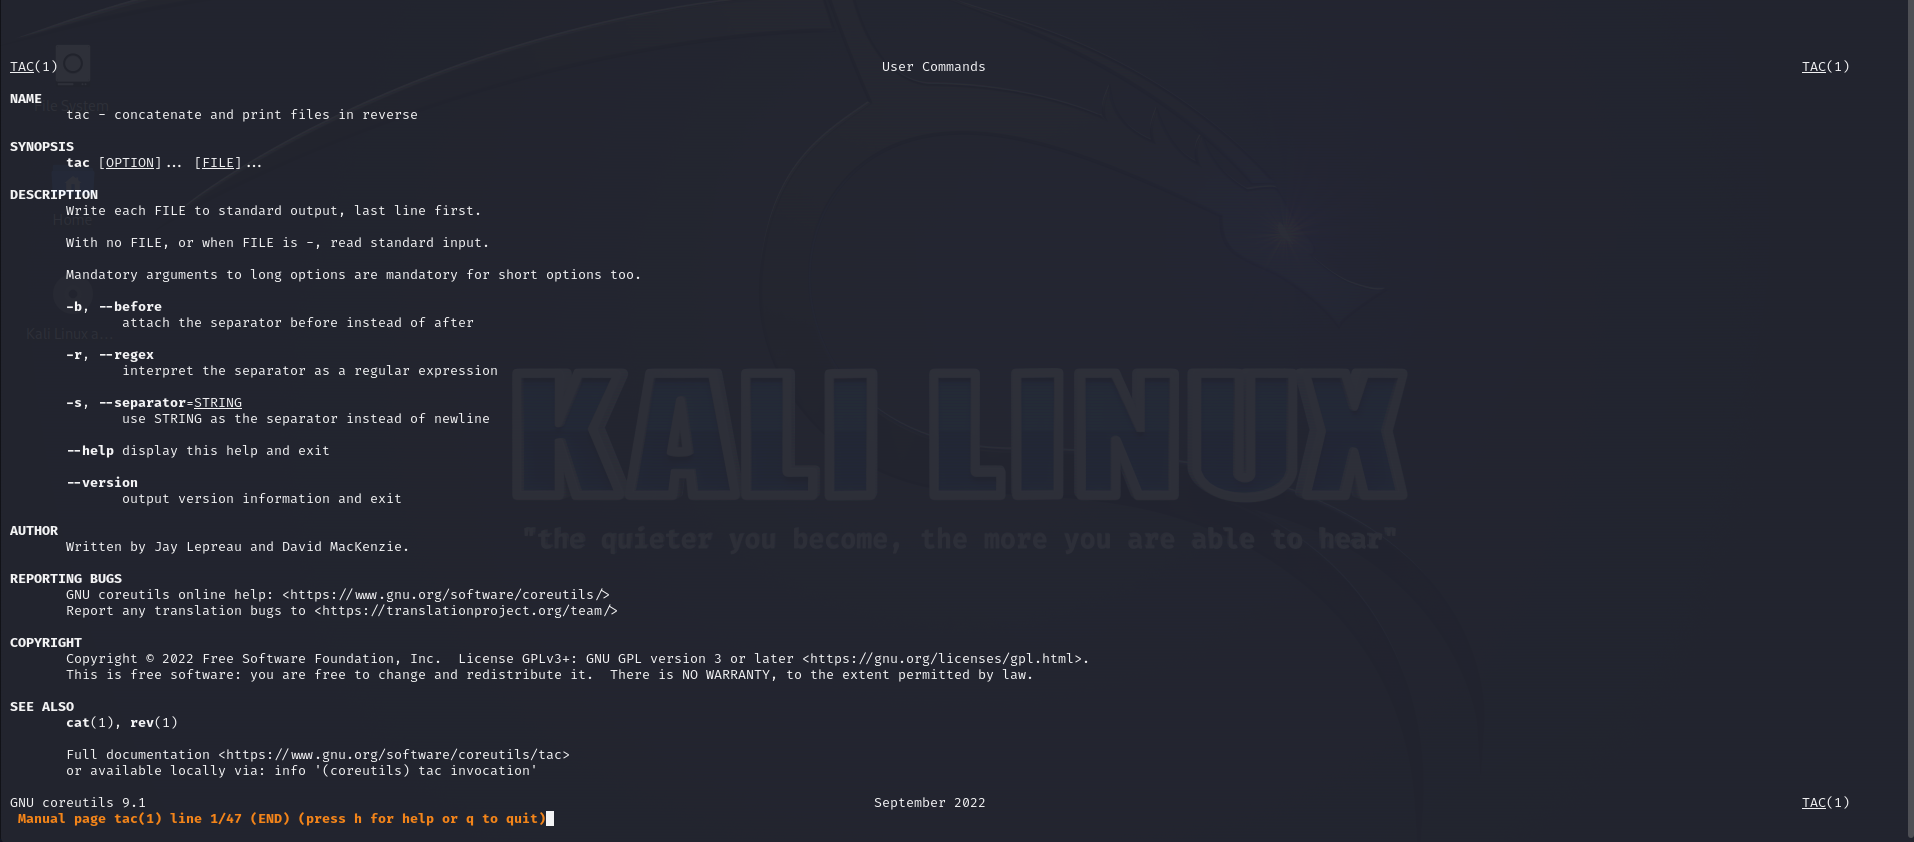 TAC(1) User Commands TAC(1)
NAME
tac - concatenate and print files in reverse
SYNOPSIS
tac [OPTION]... [FILE]...
DESCRIPTION
Write each FILE to standard output, last line first.
With no FILE, or when FILE is -, read standard input.
Mandatory arguments to long options are mandatory for short options too.
-b, --before
attach the separator before instead of after
-r, --regex
interpret the separator as a regular expression
-s, --separator=STRING
use STRING as the separator instead of newline
--help display this help and exit
--version
output version information and exit
AUTHOR
Written by Jay Lepreau and David MacKenzie.
REPORTING BUGS
GNU coreutils online help: <https://www.gnu.org/software/coreutils/>
Report any translation bugs to <https://translationproject.org/team/>
COPYRIGHT
Copyright © 2022 Free Software Foundation, Inc.  License GPLv3+: GNU GPL version 3 or later <https://gnu.org/licenses/gpl.html>.
This is free software: you are free to change and redistribute it.  There is NO WARRANTY, to the extent permitted by law.
SEE ALSO
cat(1), rev(1)
Full documentation <https://www.gnu.org/software/coreutils/tac>
or available locally via: info '(coreutils) tac invocation'
GNU coreutils 9.1 September 2022 TAC(1)
Manual page tac(1) line 1/47 (END) (press h for help or q to quit)
File System
Home
Kali Linux a...
KALI LINUX
"the quieter you become, the more you are able to hear"